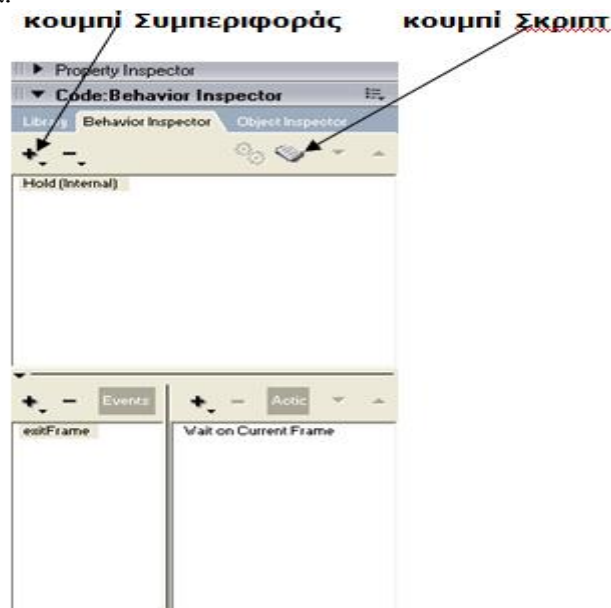 κουμπί Συμπεριφοράς κουμπί Σκριπτ
Property Inspector
Code:Behavior Inspector
Library Behavior Inspector Object Inspector
Hold (Internal)
Events Actic
exitFrame Wait on Current Frame